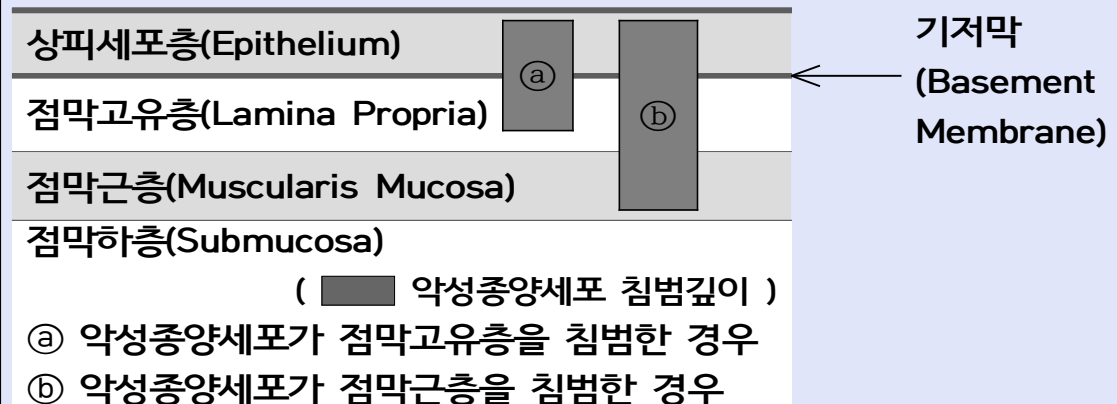 상피세포층(Epithelium)
ⓐ
기저막
(Basement
Membrane)
점막고유층(Lamina Propria)
ⓑ
점막근층(Muscularis Mucosa)
점막하층(Submucosa)
( 악성종양세포 침범깊이 )
ⓐ 악성종양세포가 점막고유층을 침범한 경우
ⓑ 악성종양세포가 점막근층을 침범한 경우